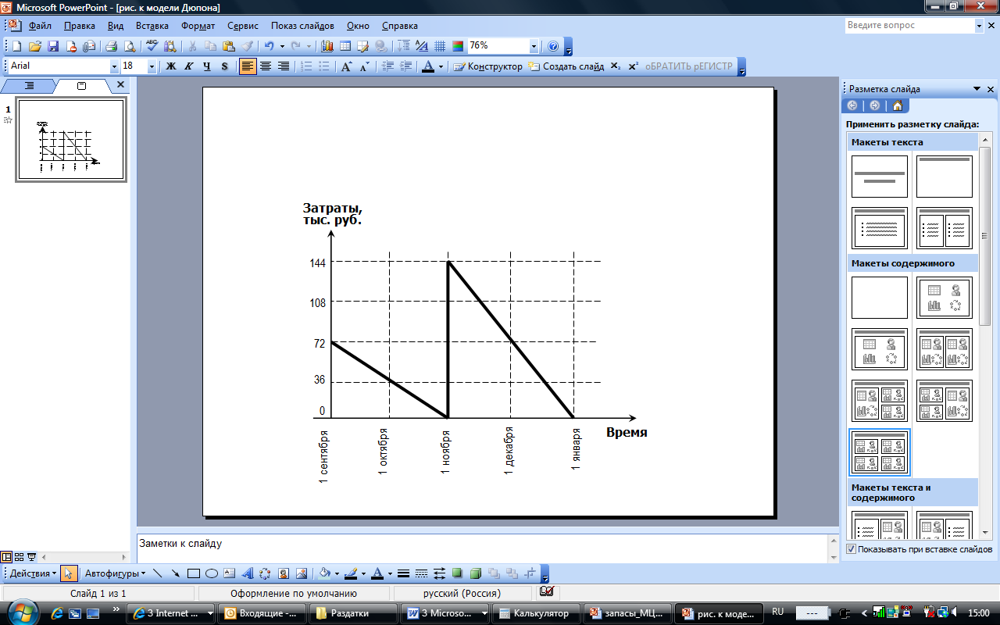 Microsoft PowerPoint - [рис. к модели Дюпона]
Файл Правка Вид Вставка Формат Сервис Показ слайдов Окно Справка
Введите вопрос
76%
Arial 18 Ж К Ч S
Конструктор Создать слайд оБРАТИТЬ рЕГИСТР
Разметка слайда
1
Применить разметку слайда:
Макеты текста
Макеты содержимого
Макеты текста и
содержимого
Показывать при вставке слайдов
Затраты,
тыс. руб.
144
108
72
36
0
Время
1 сентября
1 октября
1 ноября
1 декабря
1 января
Заметки к слайду
Действия Автофигуры
Слайд 1 из 1 Оформление по умолчанию русский (Россия)
3 Internet ... Входящие -... Раздатки 3 Microso... Калькулятор запасы_МЦ... рис. к моде... RU 15:00